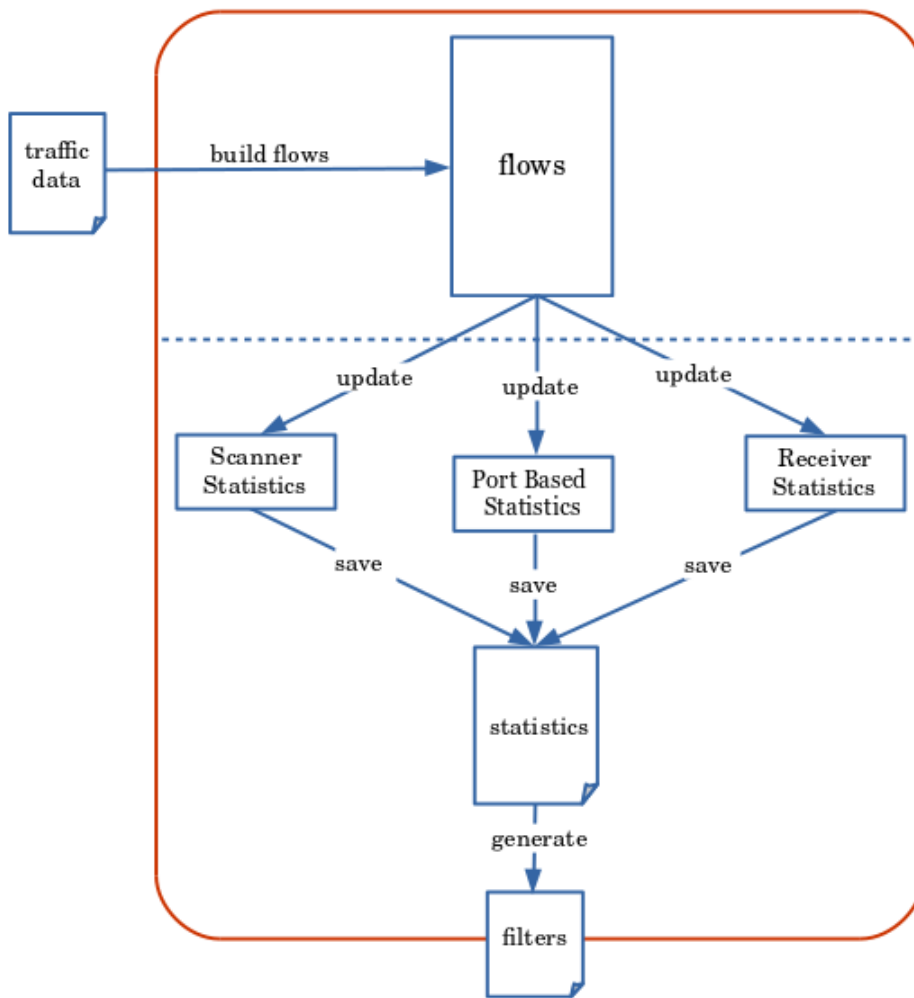 traffic
data
build flows
flows
update
update
update
Scanner
Statistics
Port Based
Statistics
Receiver
Statistics
save
save
save
statistics
generate
filters